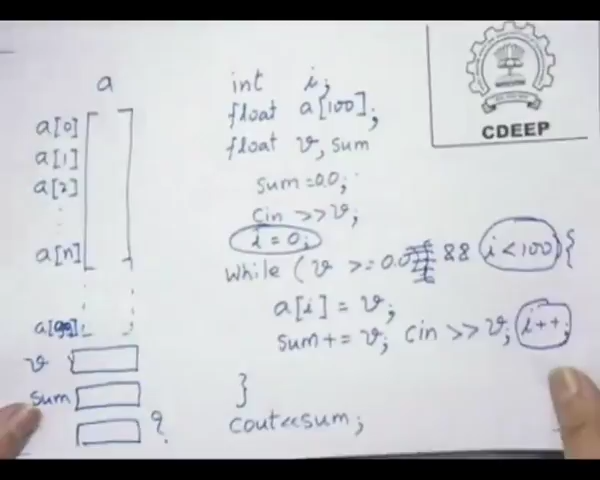 a
a[0]
a[1]
a[2]
a[n]
a[99]
v
sum
?
int i;
float a[100];
float v, sum
sum=0.0;
cin >>v;
i=0;
while (v >=0.0 && i<100){
a[i] = v;
sum+= v; cin >> v; i++;
}
cout<<sum;
CDEEP